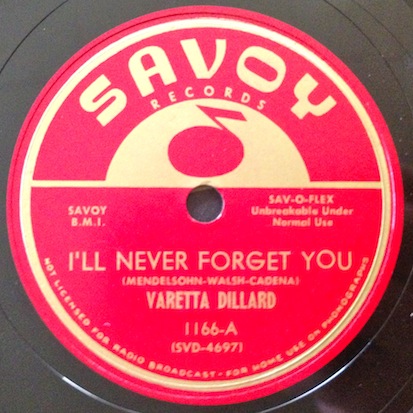 SAVOY
RECORDS
SAVOY
B.M.I.
SAV-O-FLEX
Unbreakable Under
Normal Use
I'LL NEVER FORGET YOU
(MENDELSOHN-WALSH-CADENA)
VARETTA DILLARD
1166-A
(SVD-4697)
NOT LICENSED FOR RADIO BROADCAST-FOR HOME USE ON PHONOGRAPHS